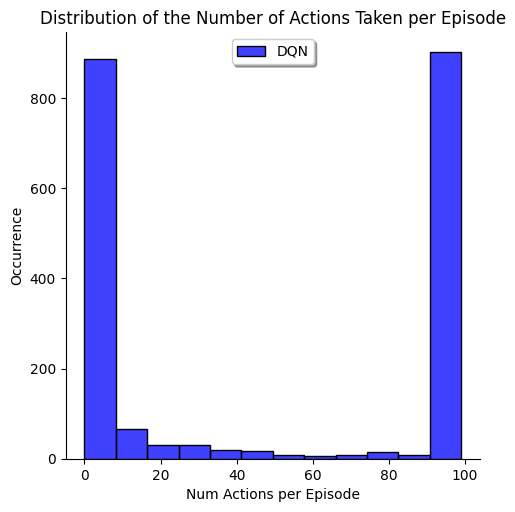 Distribution of the Number of Actions Taken per Episode
DQN
800
600
400
200
0
Occurrence
0 20 40 60 80 100
Num Actions per Episode